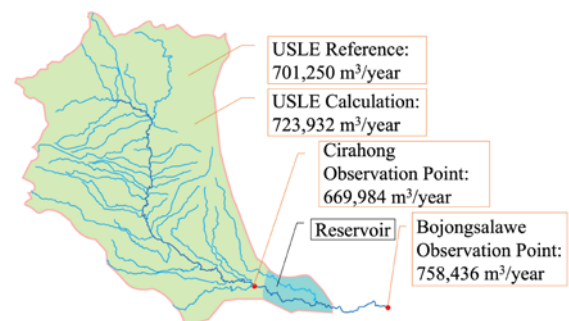 USLE Reference:
701,250 m³/year
USLE Calculation:
723,932 m³/year
Cirahong
Observation Point:
669,984 m³/year
Reservoir
Bojongsalawe
Observation Point:
758,436 m³/year